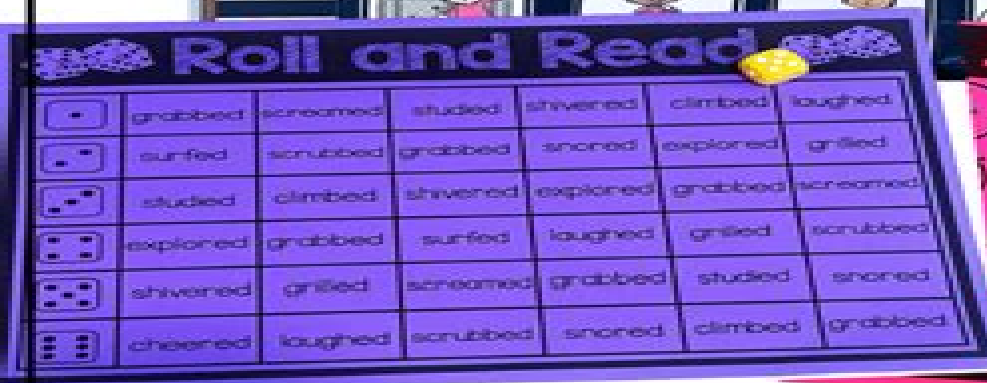 Roll and Read
grabbed screamed studied shivered climbed laughed
surfed scrubbed grabbed snored explored grilled
studied climbed shivered explored grabbed screamed
explored grabbed surfed laughed grilled scrubbed
shivered grilled screamed grabbed studied snored
cheered laughed scrubbed snored climbed grabbed